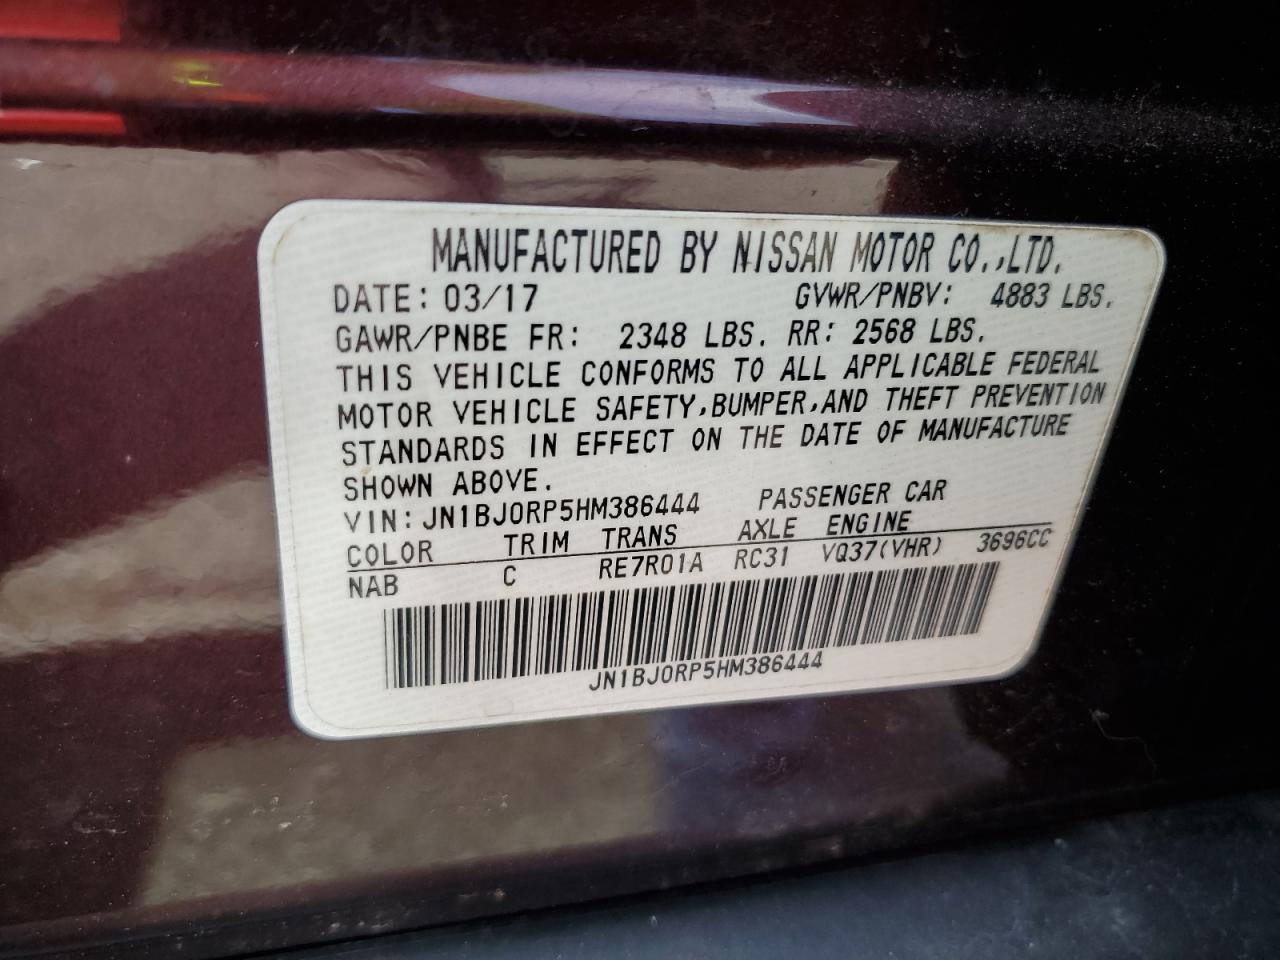 MANUFACTURED BY NISSAN MOTOR CO.,LTD.
DATE: 03/17 GVWR/PNBV: 4883 LBS.
GAWR/PNBE FR: 2348 LBS. RR: 2568 LBS.
THIS VEHICLE CONFORMS TO ALL APPLICABLE FEDERAL
MOTOR VEHICLE SAFETY,BUMPER,AND THEFT PREVENTION
STANDARDS IN EFFECT ON THE DATE OF MANUFACTURE
SHOWN ABOVE.
VIN: JN1BJ0RP5HM386444 PASSENGER CAR
COLOR TRIM TRANS AXLE ENGINE
NAB C RE7R01A RC31 VQ37(VHR) 3696CC
JN1BJ0RP5HM386444